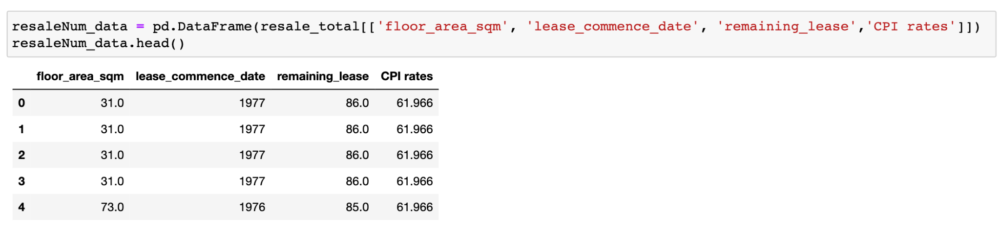 resaleNum_data = pd.DataFrame(resale_total[['floor_area_sqm', 'lease_commence_date', 'remaining_lease','CPI rates']])
resaleNum_data.head()
floor_area_sqm lease_commence_date remaining_lease CPI rates
0 31.0 1977 86.0 61.966
1 31.0 1977 86.0 61.966
2 31.0 1977 86.0 61.966
3 31.0 1977 86.0 61.966
4 73.0 1976 85.0 61.966